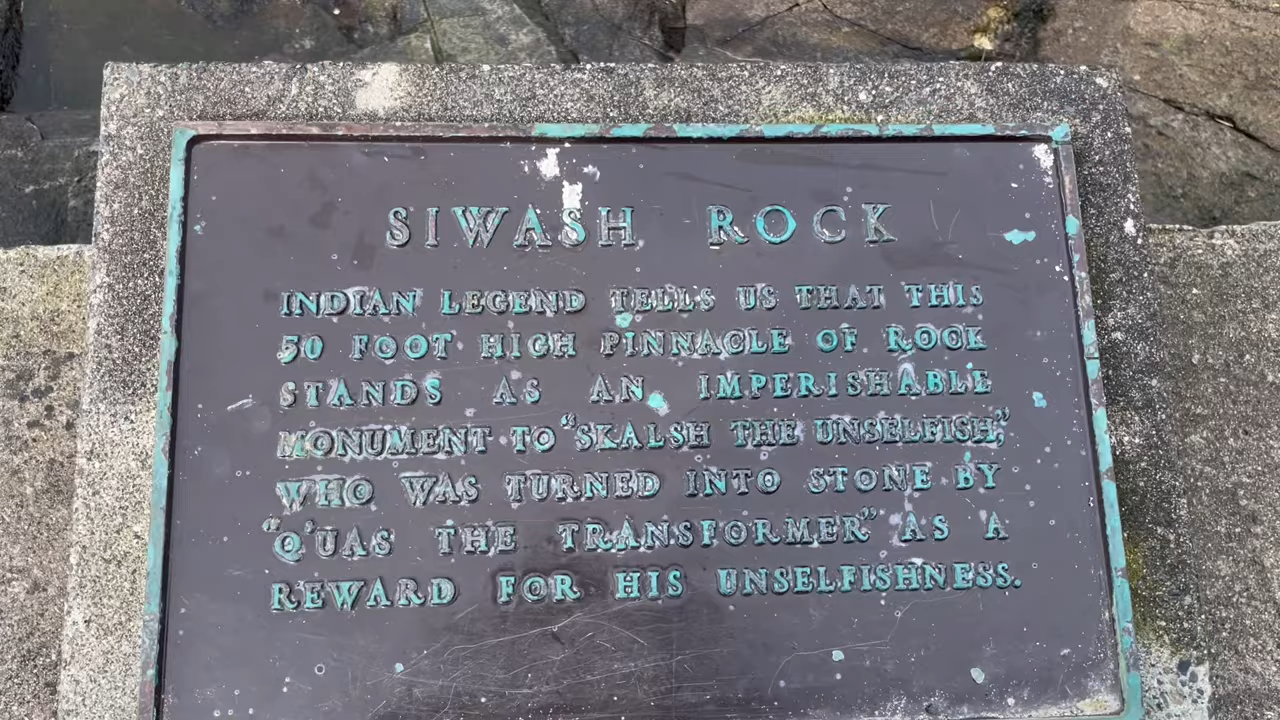 SIWASH ROCK
INDIAN LEGEND TELLS US THAT THIS
50 FOOT HIGH PINNACLE OF ROCK
STANDS AS AN IMPERISHABLE
MONUMENT TO "SKALSH THE UNSELFISH,"
WHO WAS TURNED INTO STONE BY
"Q'UAS THE TRANSFORMER" AS A
REWARD FOR HIS UNSELFISHNESS.